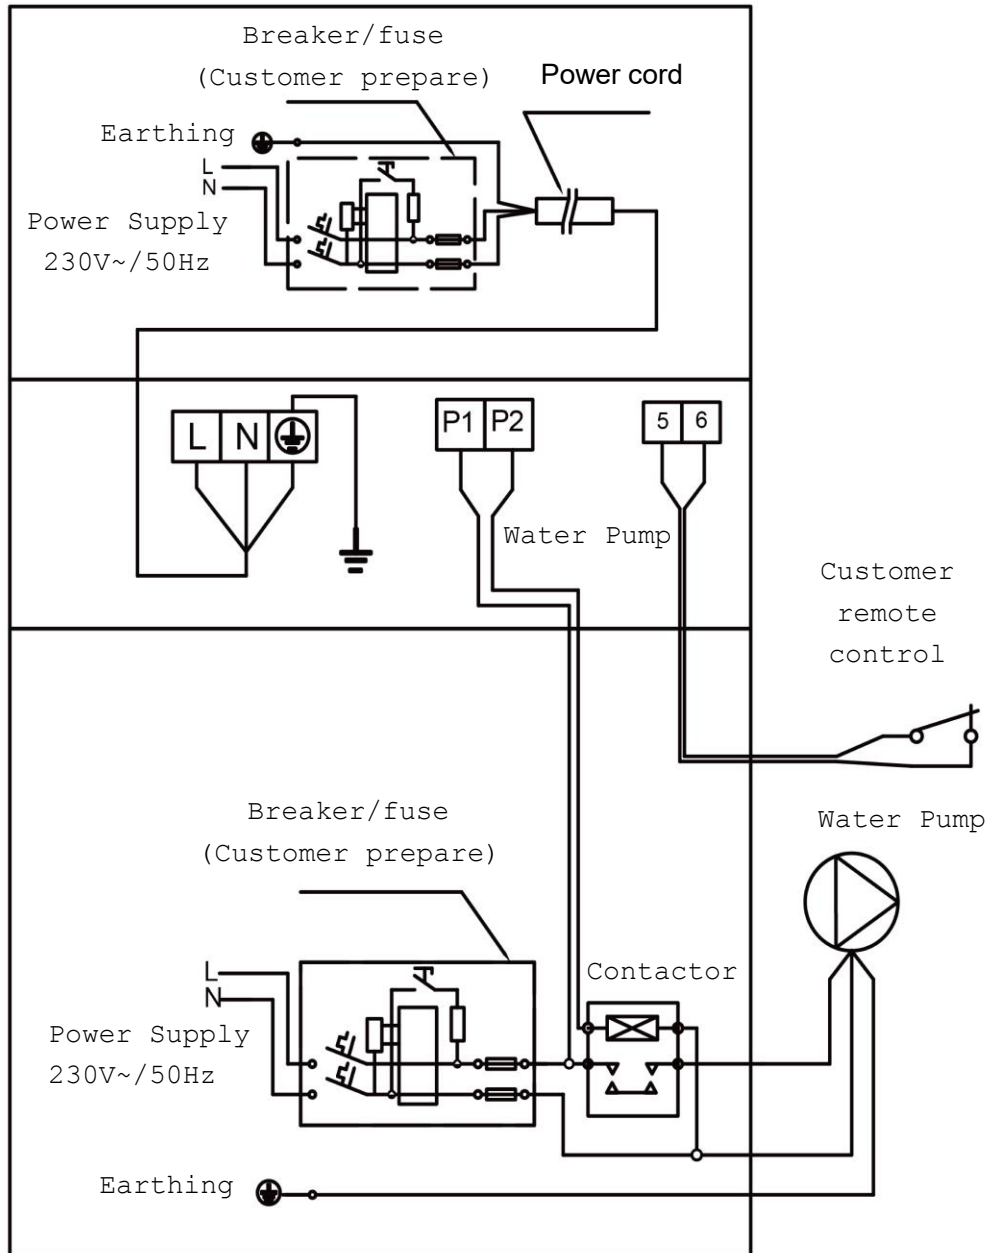 Breaker/fuse
(Customer prepare)
Power cord
Earthing
L
N
Power Supply
230V~/50Hz
L N
P1 P2
5 6
Water Pump
Customer
remote
control
Breaker/fuse
(Customer prepare)
Water Pump
Contactor
L
N
Power Supply
230V~/50Hz
Earthing